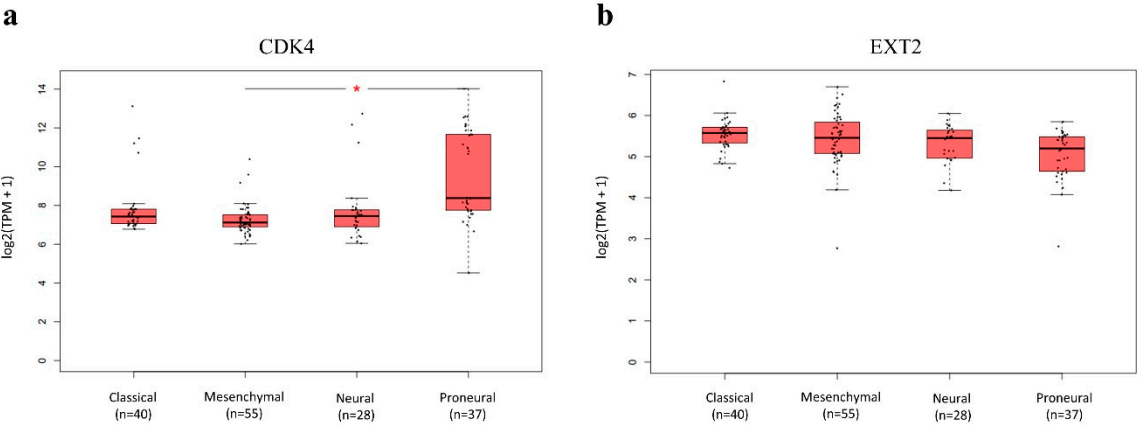 a
CDK4
log2(TPM + 1)
14
12
10
8
6
4
2
0
*
Classical
(n=40)
Mesenchymal
(n=55)
Neural
(n=28)
Proneural
(n=37)
b
EXT2
log2(TPM + 1)
7
6
5
4
3
2
1
0
Classical
(n=40)
Mesenchymal
(n=55)
Neural
(n=28)
Proneural
(n=37)